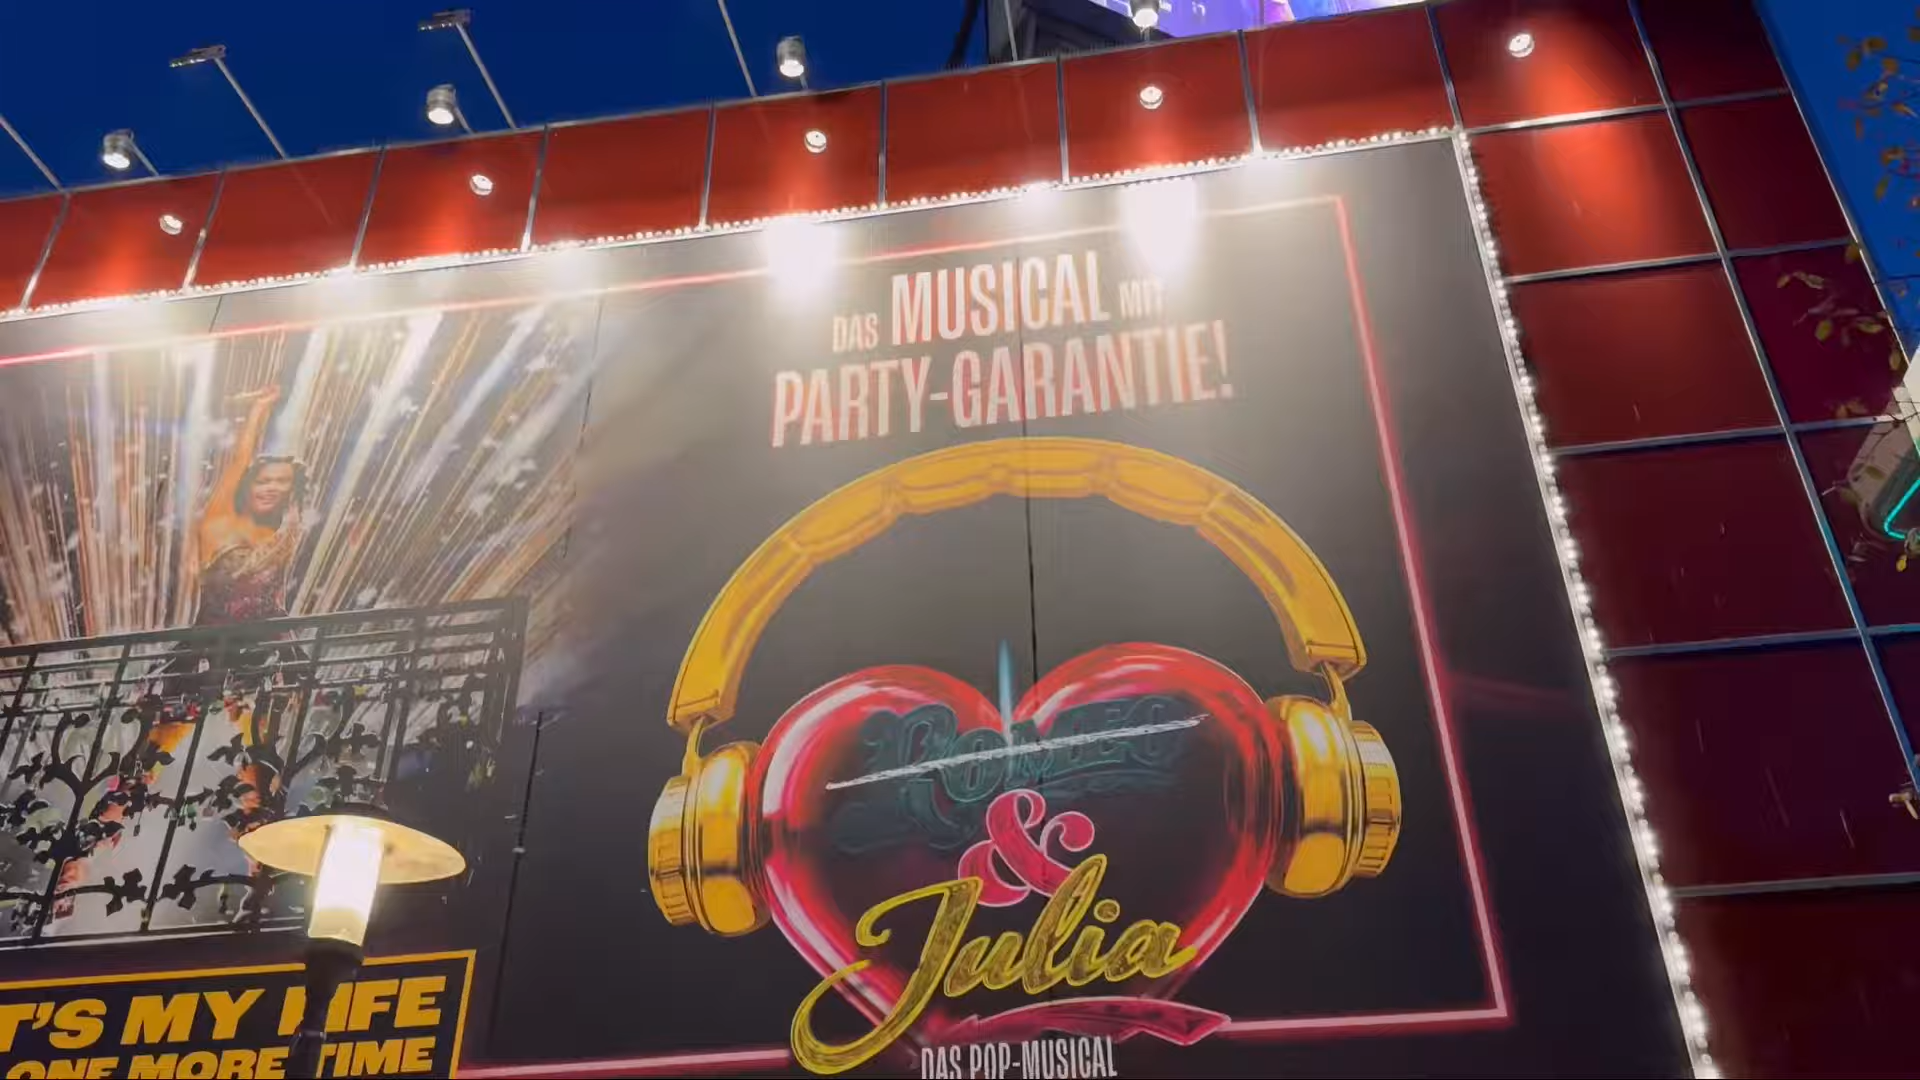 DAS MUSICAL MIT
PARTY-GARANTIE!
ROMEO
&
Julia
DAS POP-MUSICAL
T'S MY LIFE
ONE MORE TIME